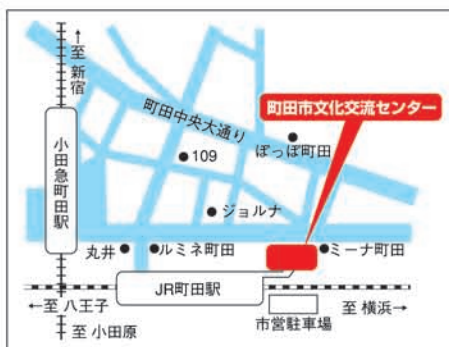 ↑至新宿
町田市文化交流センター
町田中央大通り
ぽっぽ町田
109
小田急町田駅
ジョルナ
丸井
ルミネ町田
ミーナ町田
JR町田駅
←至 八王子
市営駐車場
至 横浜→
↓至 小田原